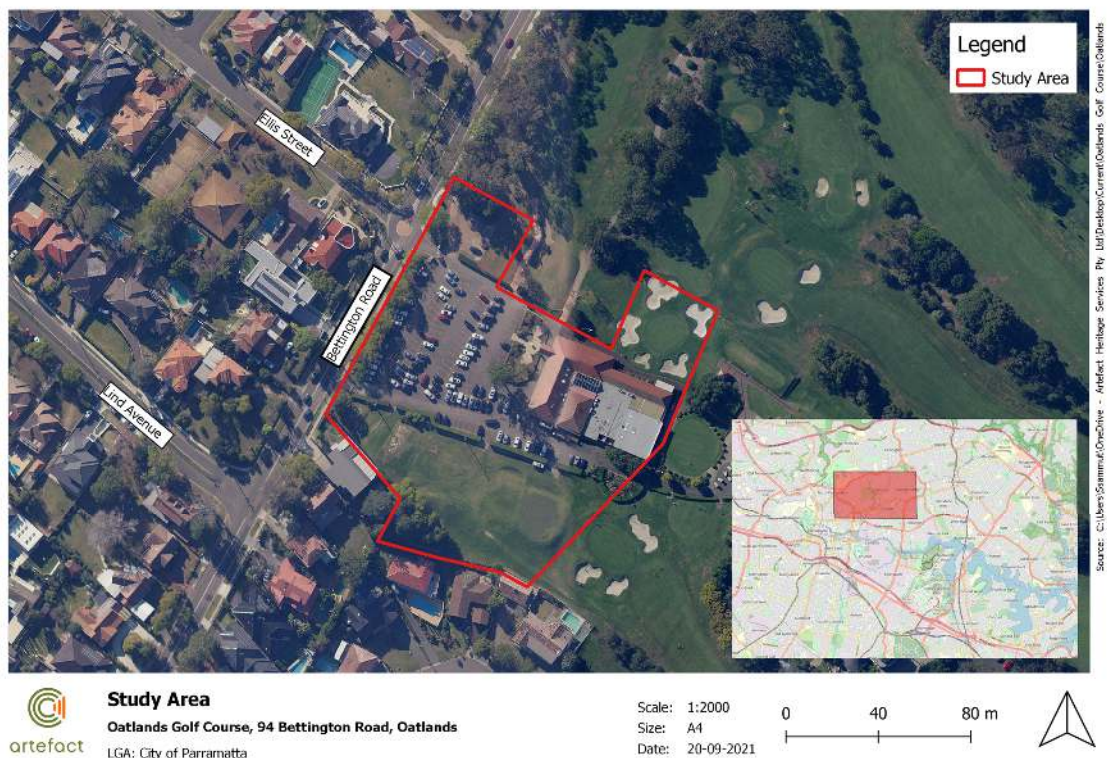 Legend
Study Area
Ellis Street
Bettington Road
Lind Avenue
Source: C:\Users\Ssammut\OneDrive - Artefact Heritage Services Pty Ltd\Desktop\Current\Oatlands Golf Course\Oatlands
artefact
Study Area
Oatlands Golf Course, 94 Bettington Road, Oatlands
LGA: City of Parramatta
Scale: 1:2000
Size: A4
Date: 20-09-2021
0 40 80 m